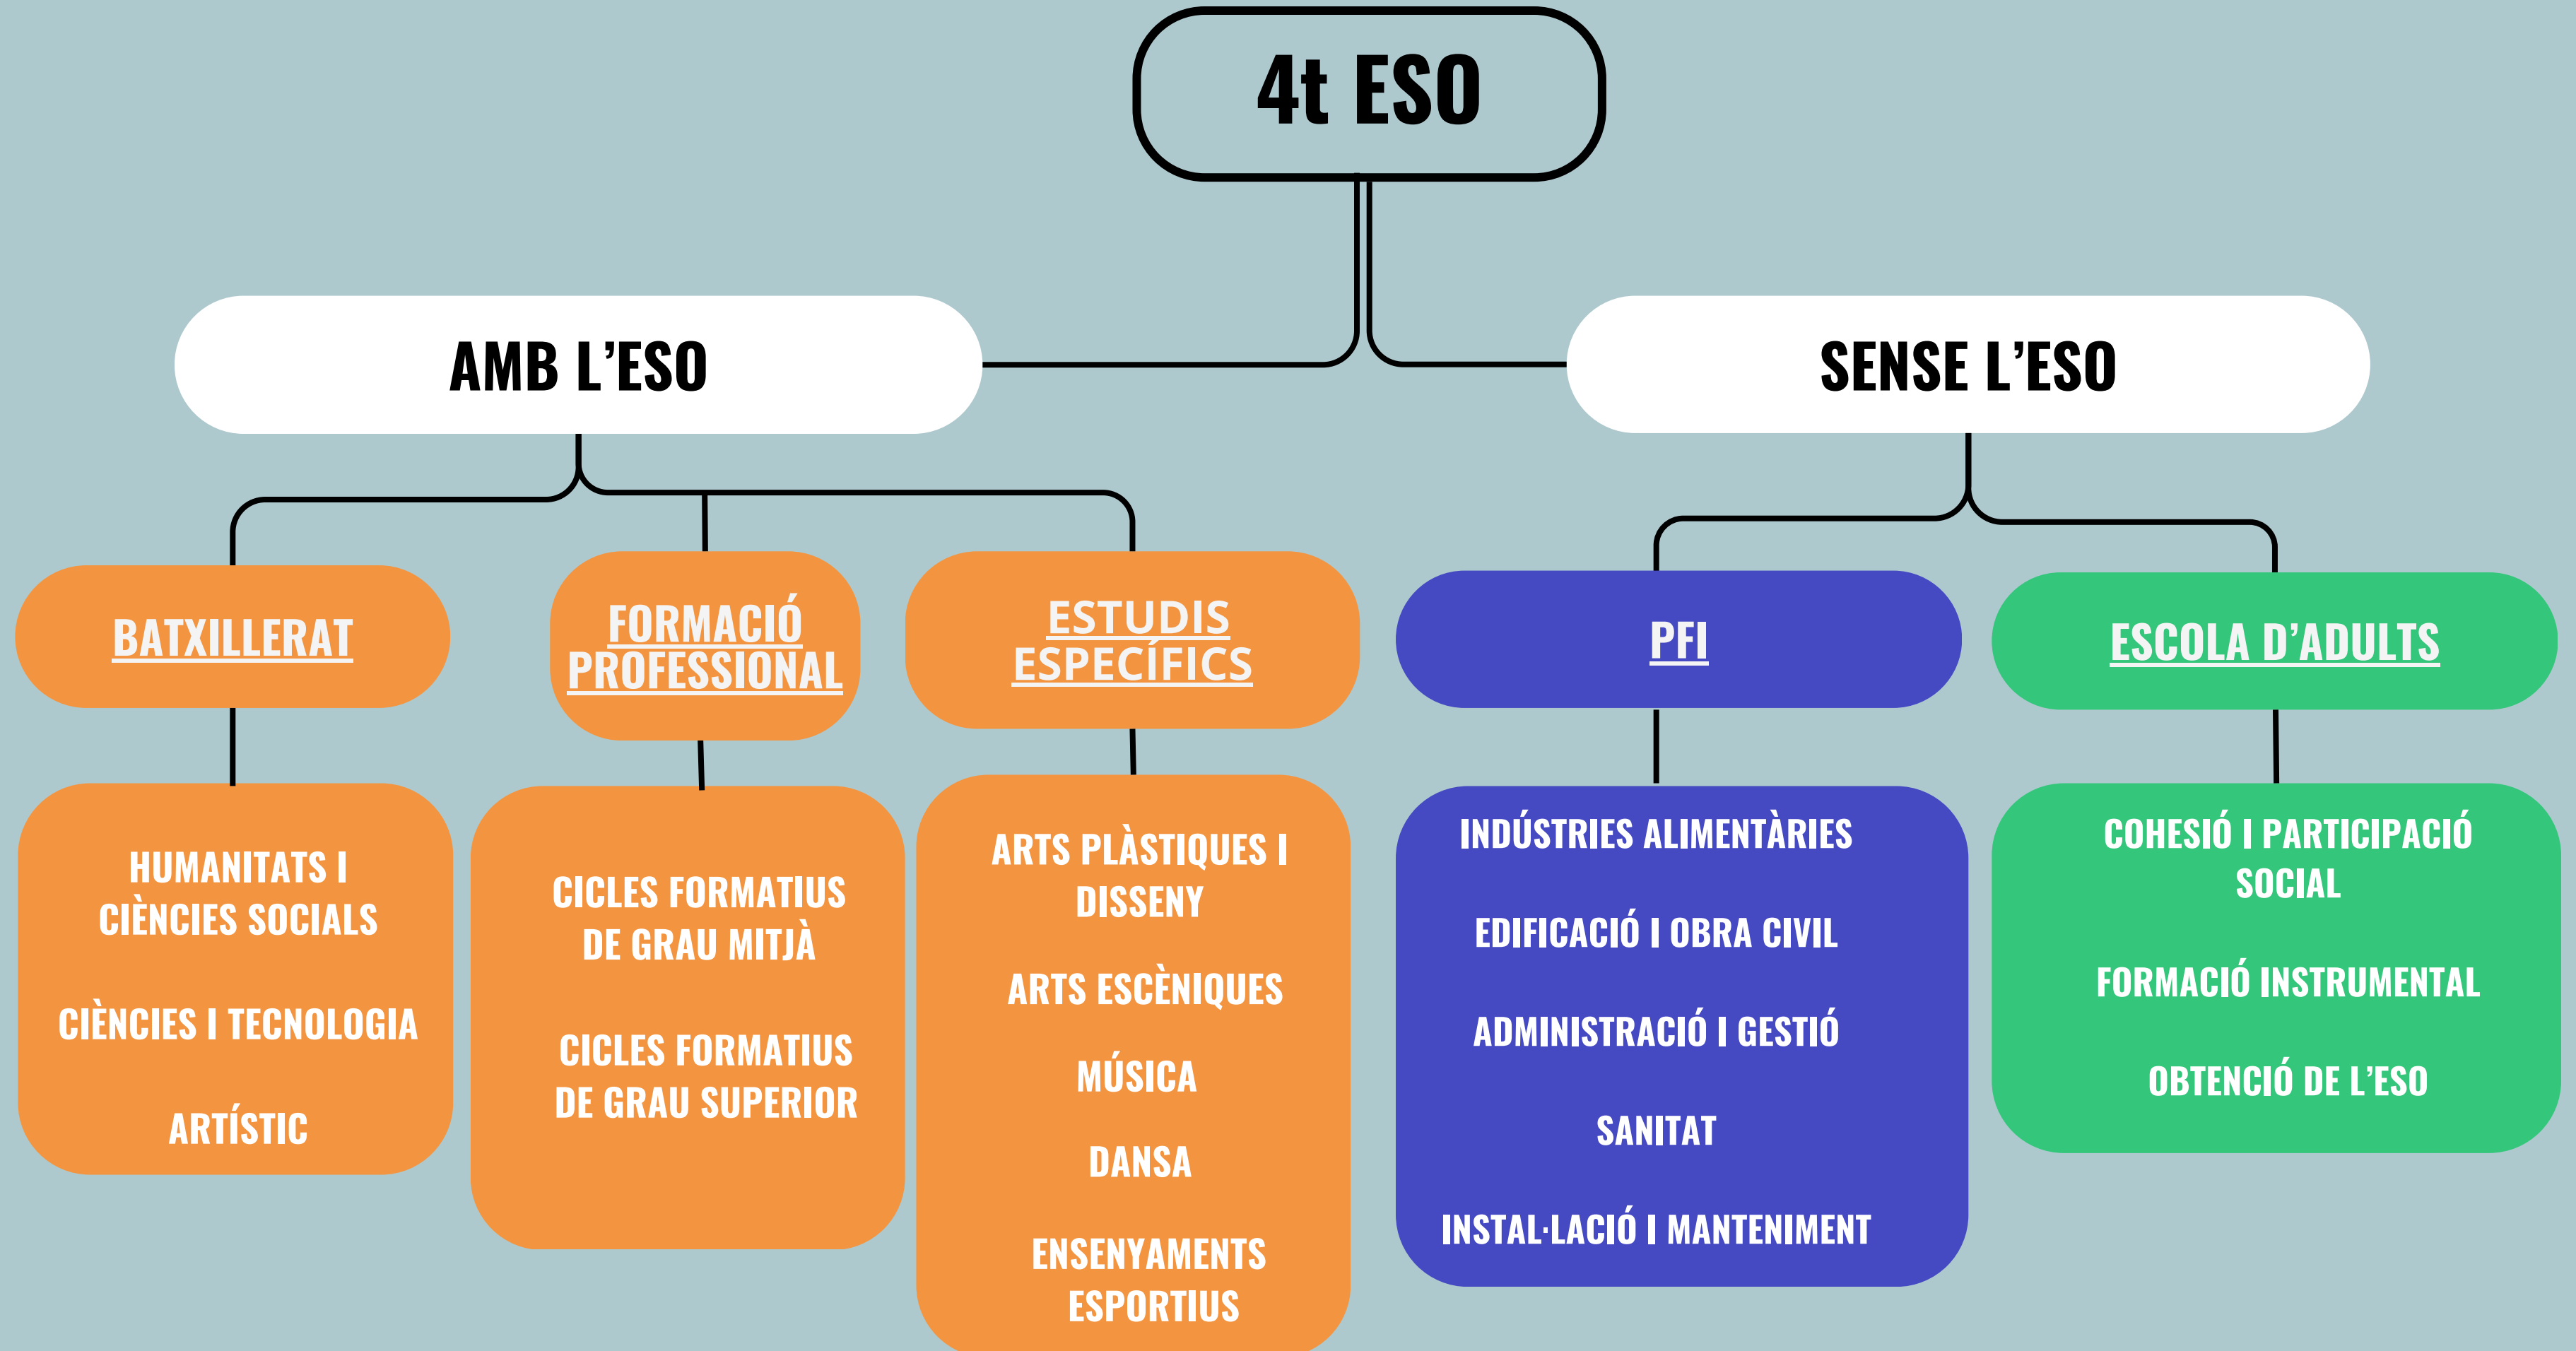 4t ESO
AMB L’ESO
SENSE L’ESO
BATXILLERAT
FORMACIÓ
PROFESSIONAL
ESTUDIS
ESPECÍFICS
PFI
ESCOLA D’ADULTS
HUMANITATS I
CIÈNCIES SOCIALS
CIÈNCIES I TECNOLOGIA
ARTÍSTIC
CICLES FORMATIUS
DE GRAU MITJÀ
CICLES FORMATIUS
DE GRAU SUPERIOR
ARTS PLÀSTIQUES I
DISSENY
ARTS ESCÈNIQUES
MÚSICA
DANSA
ENSENYAMENTS
ESPORTIUS
INDÚSTRIES ALIMENTÀRIES
EDIFICACIÓ I OBRA CIVIL
ADMINISTRACIÓ I GESTIÓ
SANITAT
INSTAL·LACIÓ I MANTENIMENT
COHESIÓ I PARTICIPACIÓ
SOCIAL
FORMACIÓ INSTRUMENTAL
OBTENCIÓ DE L’ESO